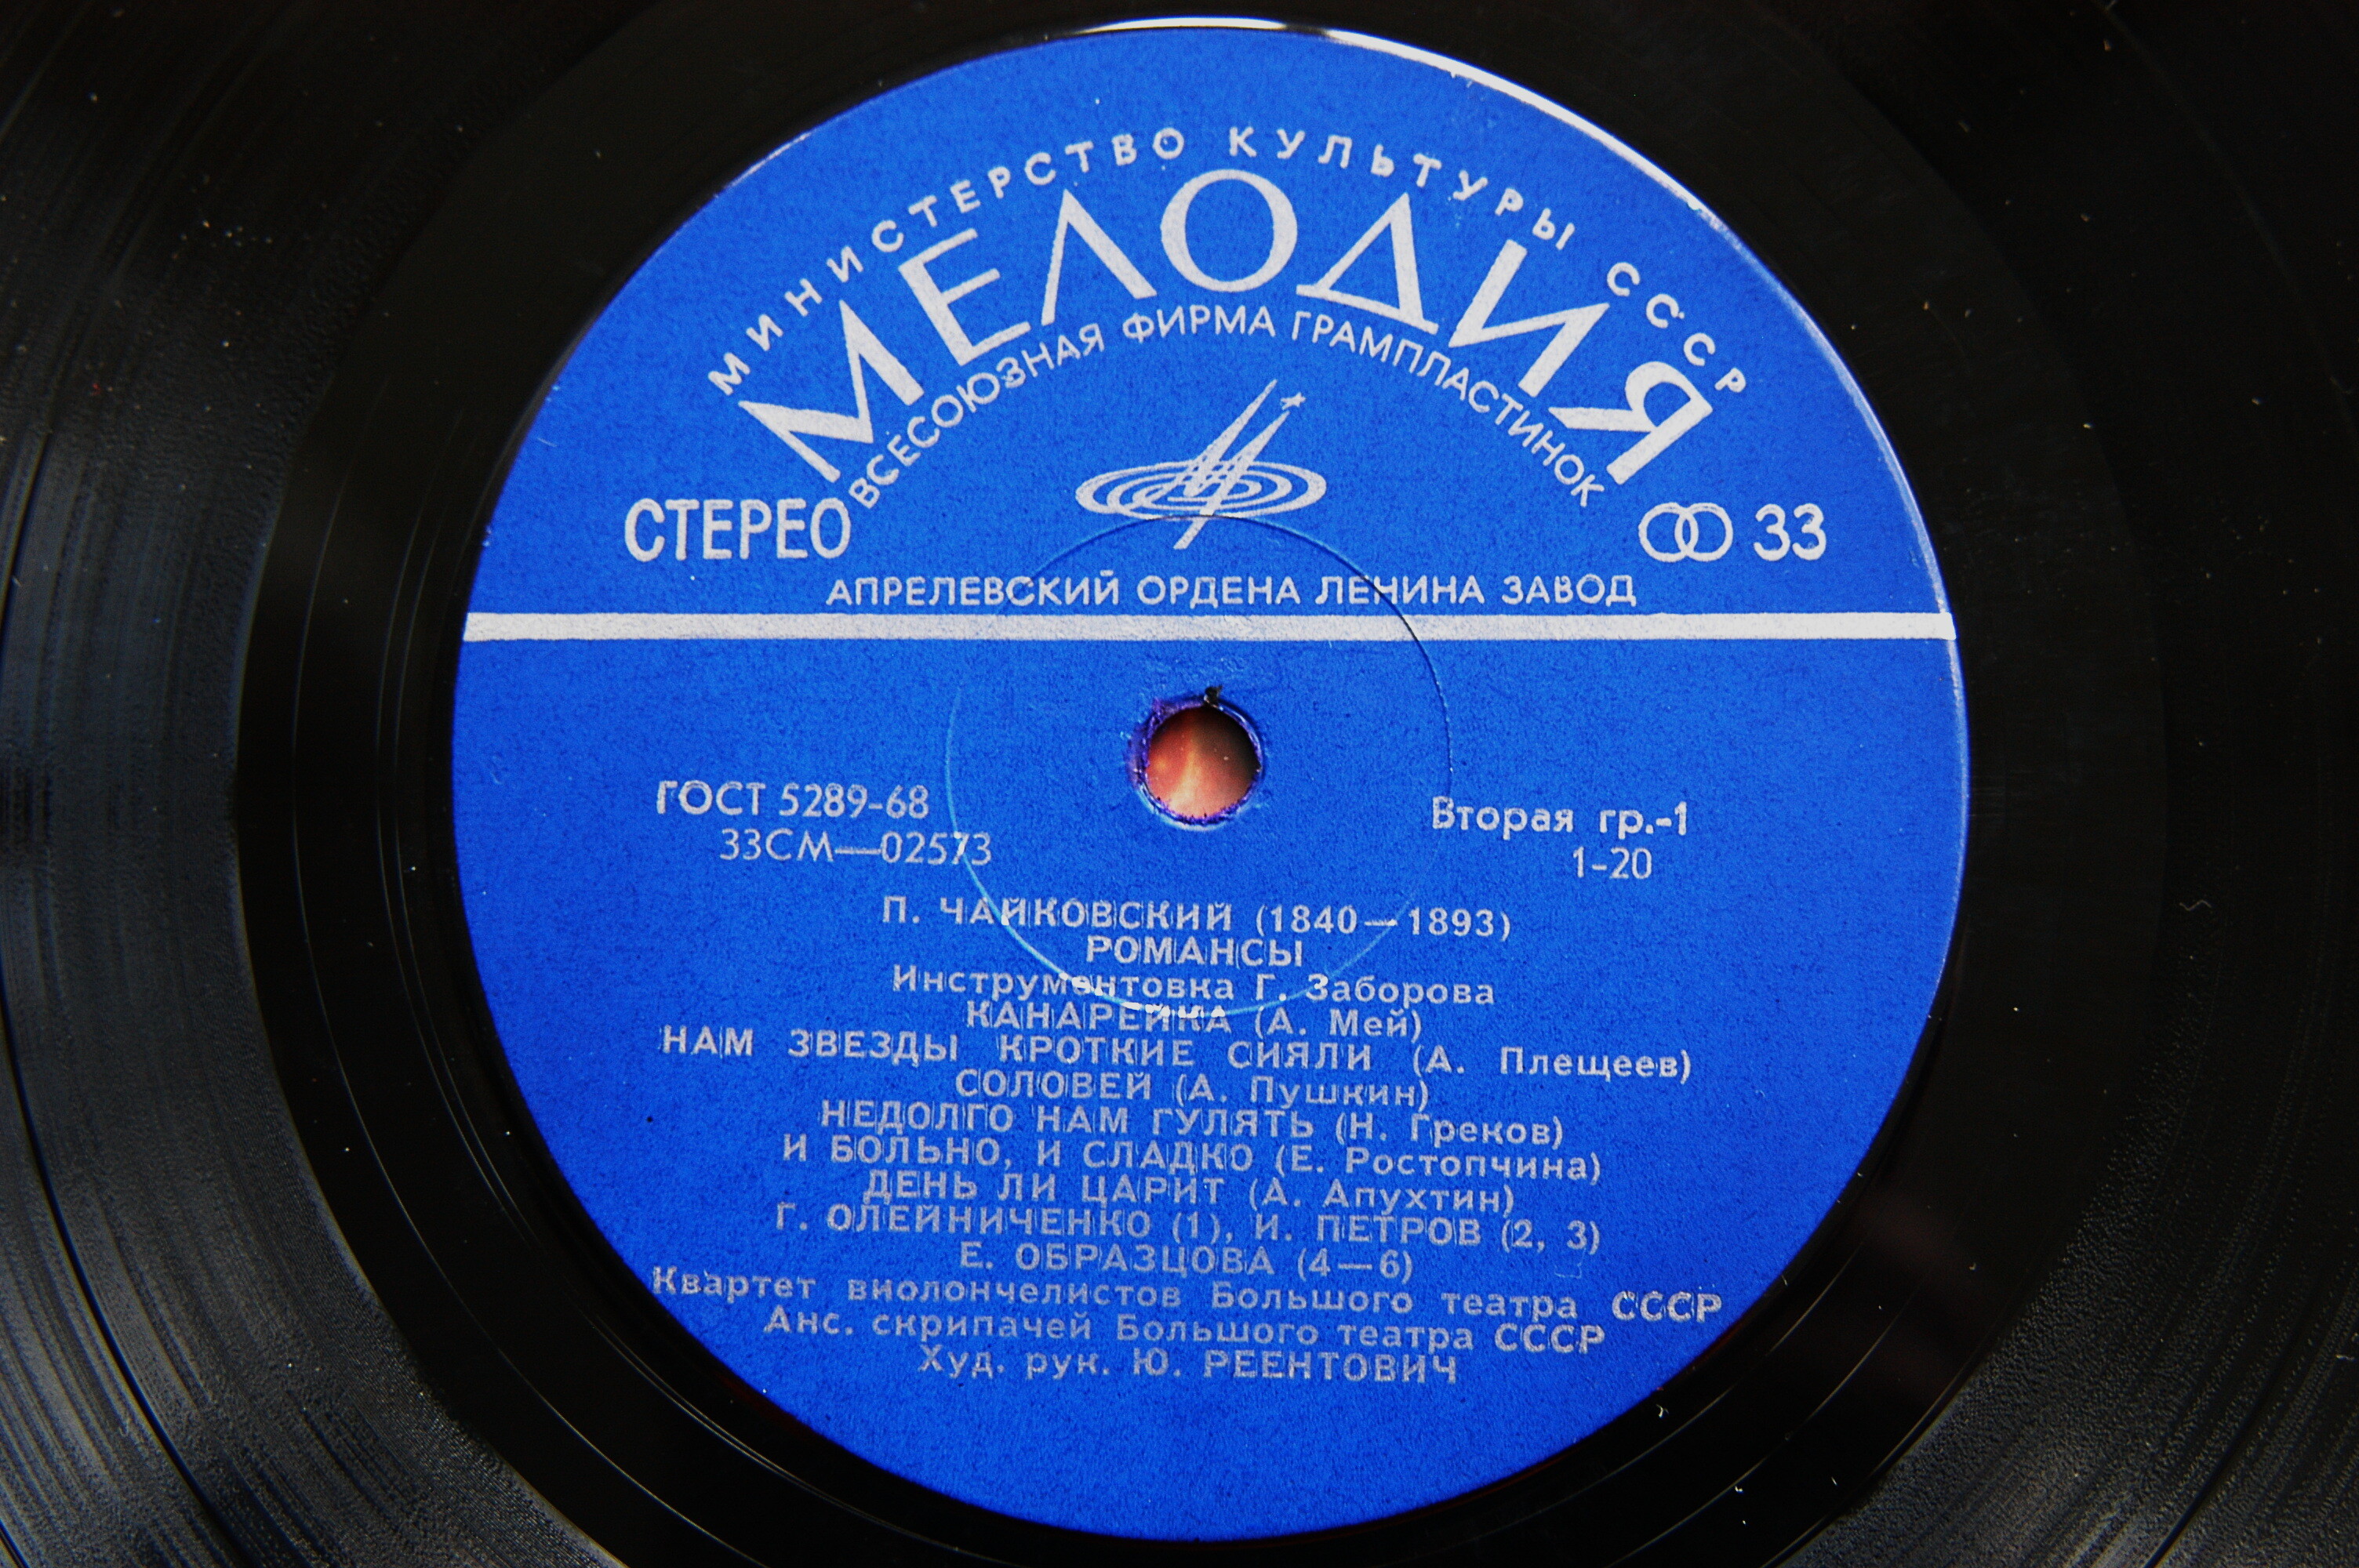 МИНИСТЕРСТВО КУЛЬТУРЫ СССР
МЕЛОДИЯ
ВСЕСОЮЗНАЯ ФИРМА ГРАМПЛАСТИНОК
СТЕРЕО
33
АПРЕЛЕВСКИЙ ОРДЕНА ЛЕНИНА ЗАВОД
ГОСТ 5289-68
33СМ—02573
Вторая гр.-1
1-20
П. ЧАЙКОВСКИЙ (1840—1893)
РОМАНСЫ
Инструментовка Г. Заборова
КАНАРЕЙКА (А. Мей)
НАМ ЗВЕЗДЫ КРОТКИЕ СИЯЛИ (А. Плещеев)
СОЛОВЕЙ (А. Пушкин)
НЕДОЛГО НАМ ГУЛЯТЬ (Н. Греков)
И БОЛЬНО, И СЛАДКО (Е. Ростопчина)
ДЕНЬ ЛИ ЦАРИТ (А. Апухтин)
Г. ОЛЕЙНИЧЕНКО (1), И. ПЕТРОВ (2, 3)
Е. ОБРАЗЦОВА (4—6)
Квартет виолончелистов Большого театра СССР
Анс. скрипачей Большого театра СССР
Худ. рук. Ю. РЕЕНТОВИЧ